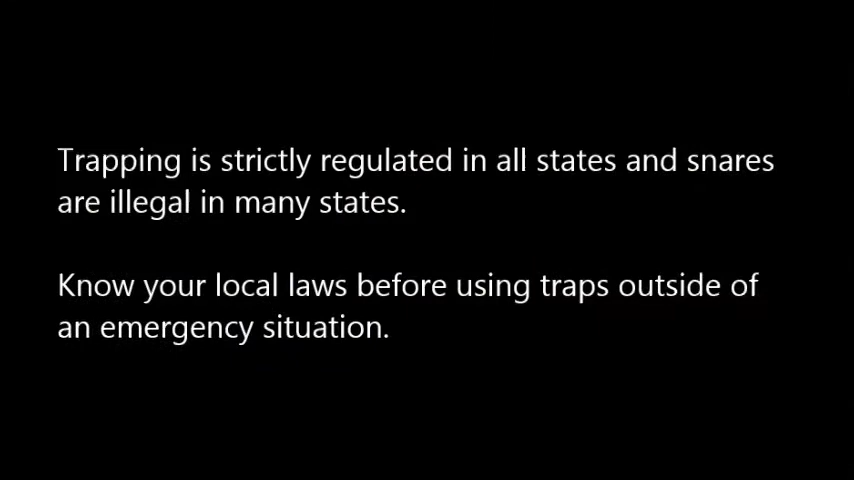 Trapping is strictly regulated in all states and snares
are illegal in many states.
Know your local laws before using traps outside of
an emergency situation.